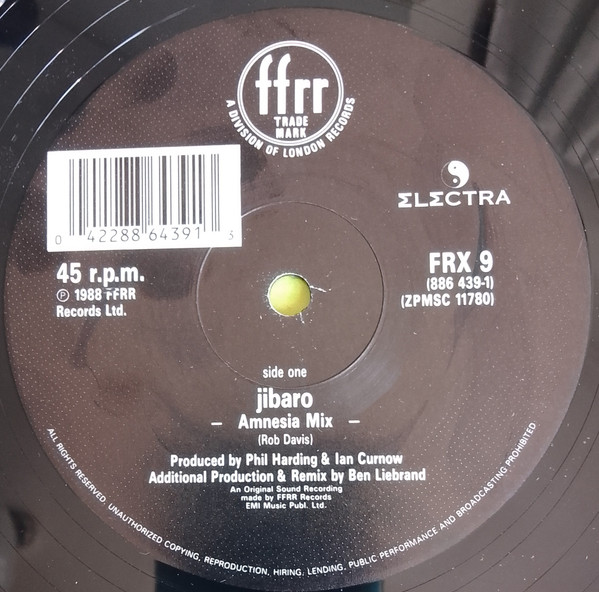 ffrr
TRADE
MARK
A DIVISION OF LONDON RECORDS
ΣLΣCTRA
0 42288 64391 3
45 r.p.m.
℗ 1988 FFRR
Records Ltd.
FRX 9
(886 439-1)
(ZPMSC 11780)
side one
jibaro
– Amnesia Mix –
(Rob Davis)
Produced by Phil Harding & Ian Curnow
Additional Production & Remix by Ben Liebrand
An Original Sound Recording
made by FFRR Records
EMI Music Publ. Ltd.
ALL RIGHTS RESERVED. UNAUTHORIZED COPYING, REPRODUCTION, HIRING, LENDING, PUBLIC PERFORMANCE AND BROADCASTING PROHIBITED